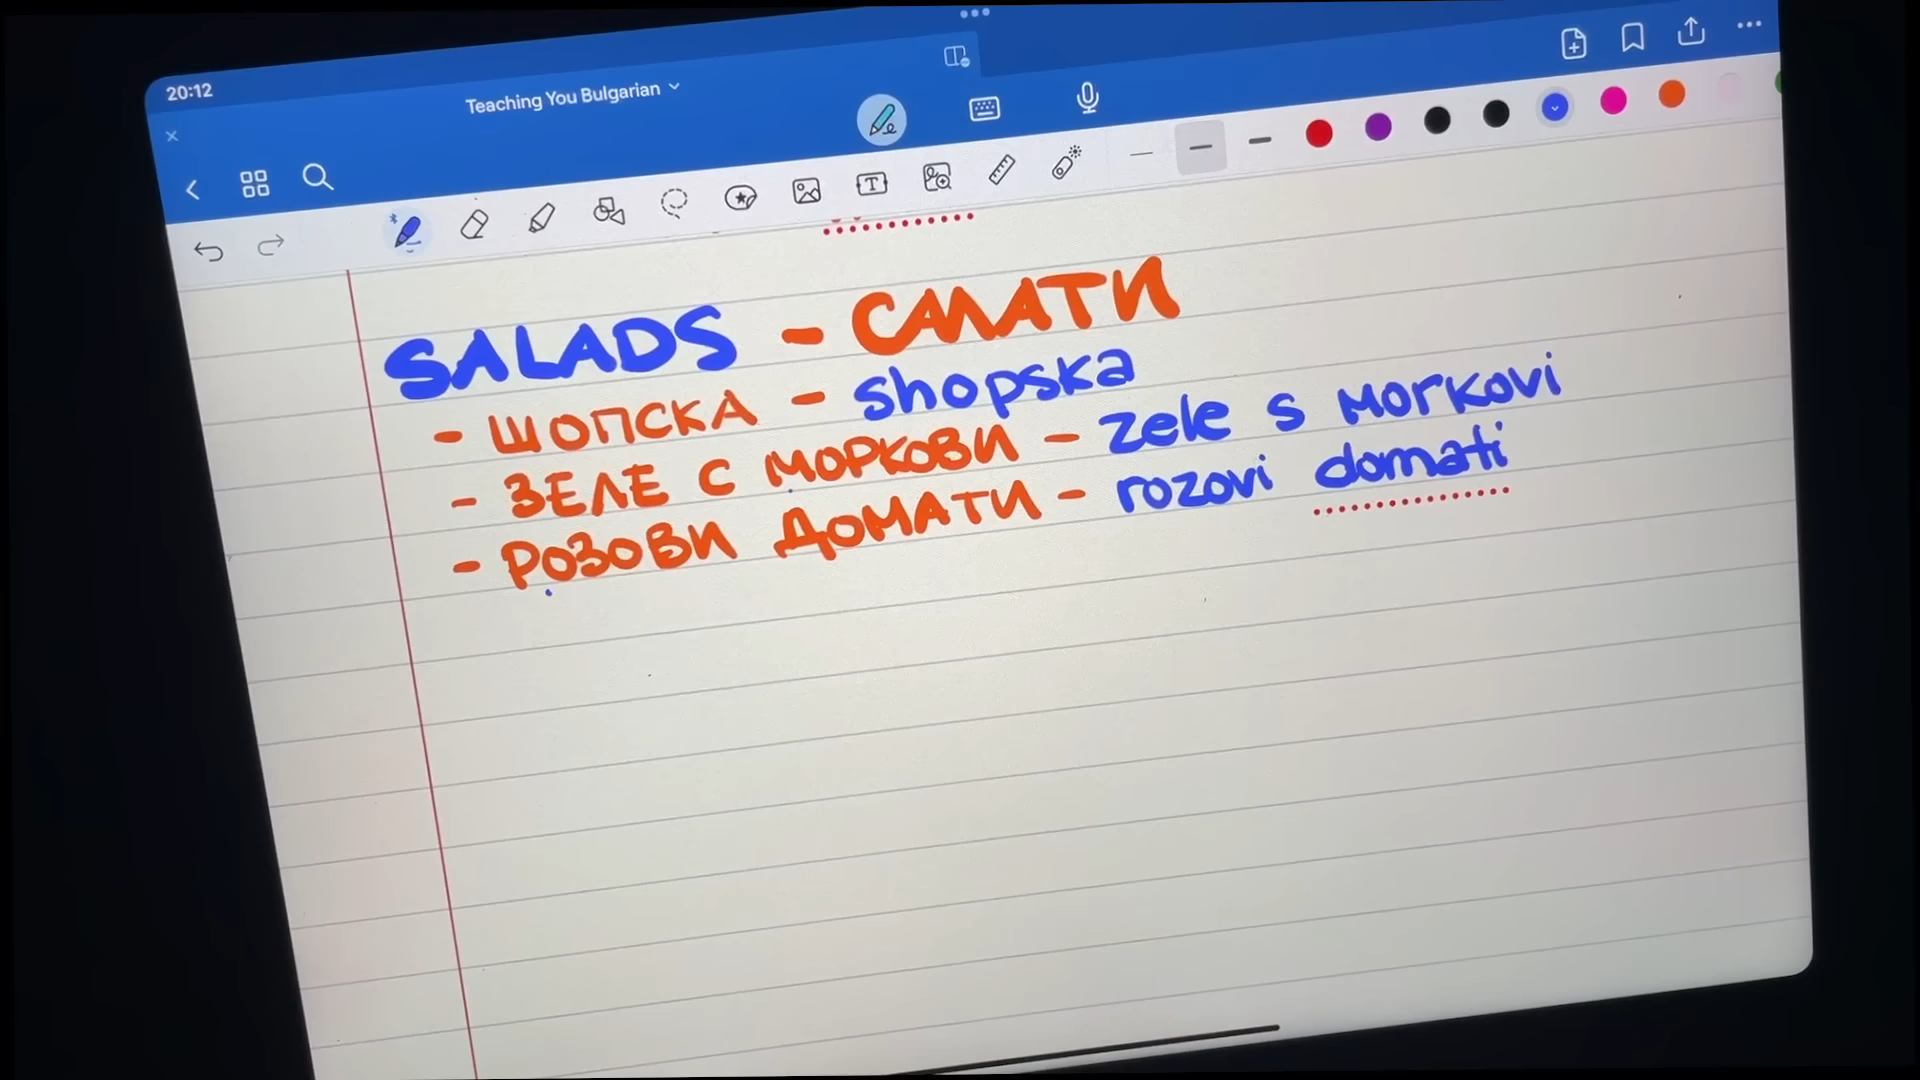 20:12
Teaching You Bulgarian
SALADS - САЛАТИ
- ШОПСКА - shopska
- ЗЕЛЕ С МОРКОВИ - zele s morkovi
- РОЗОВИ ДОМАТИ - rozovi domati